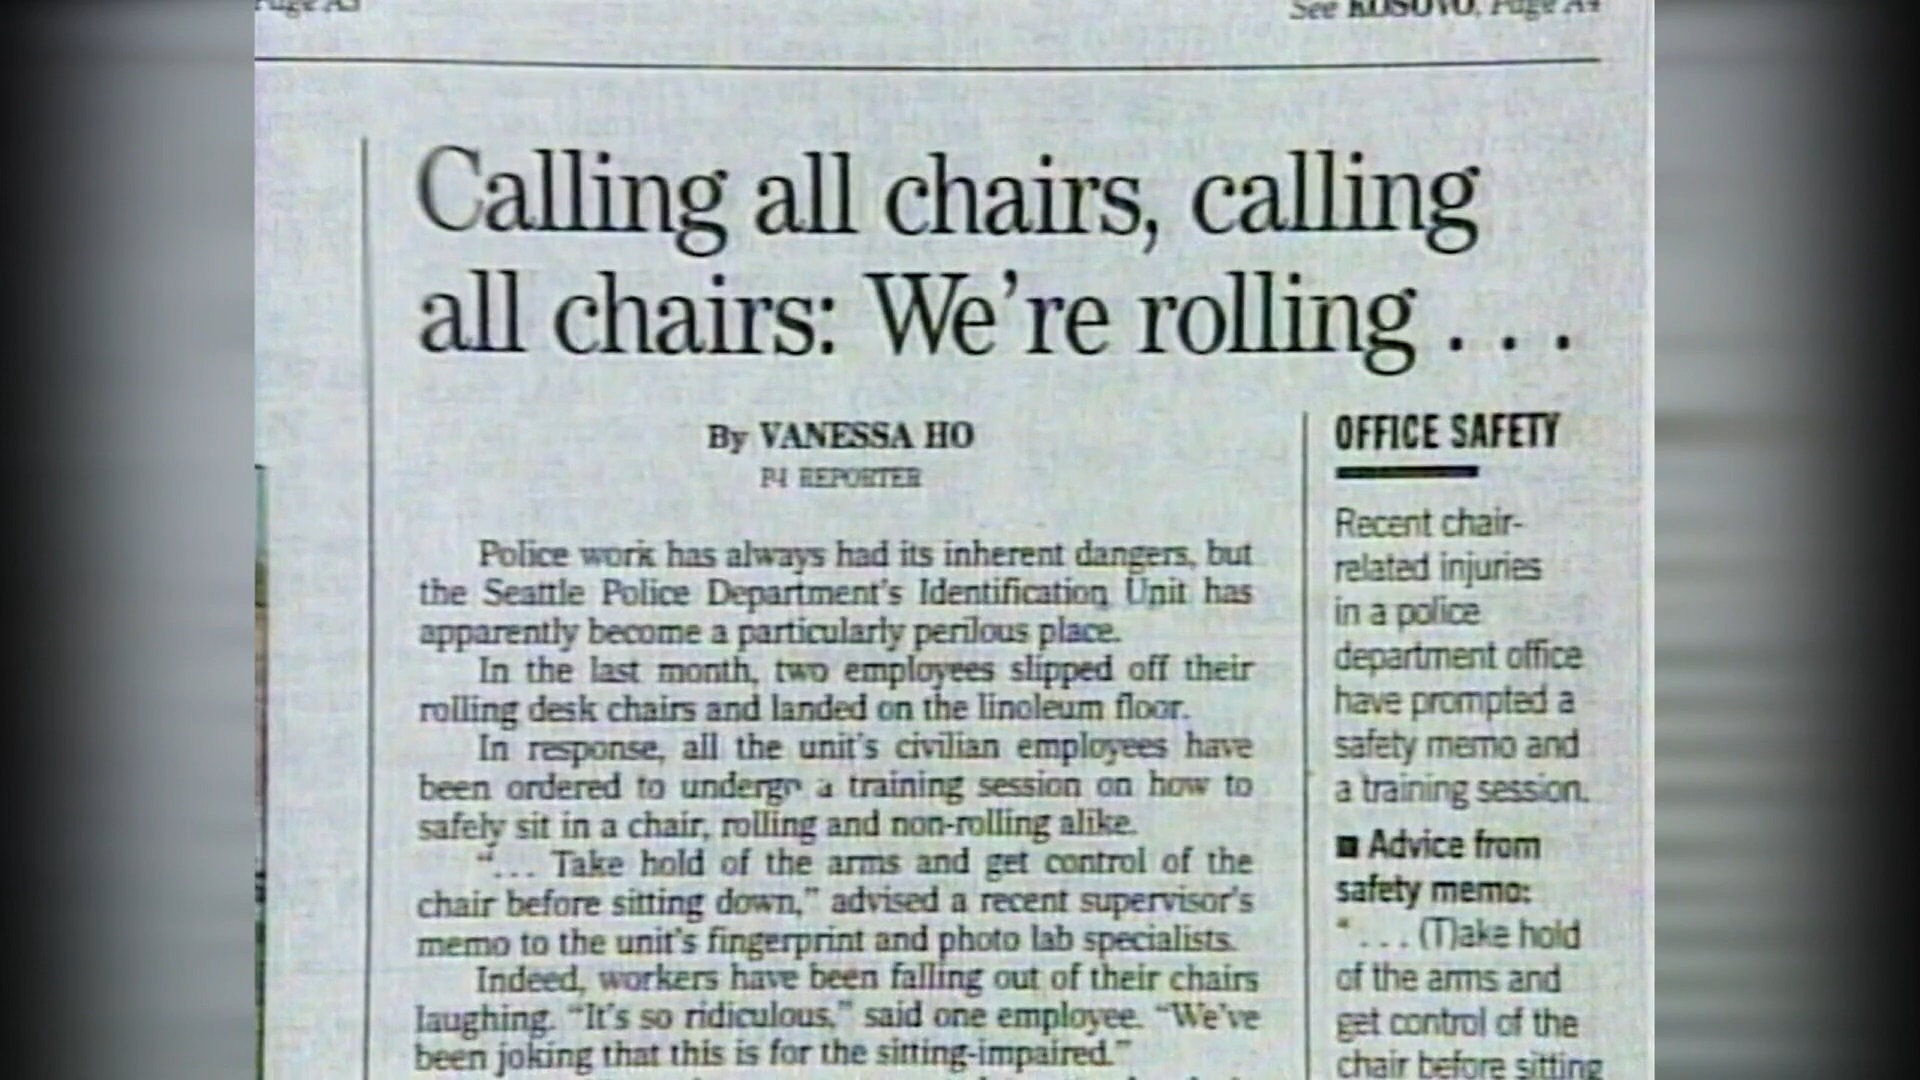 Page A3
See KOSOVO, Page A4
Calling all chairs, calling
all chairs: We're rolling . . .
By VANESSA HO
P-I REPORTER
Police work has always had its inherent dangers, but
the Seattle Police Department's Identification Unit has
apparently become a particularly perilous place.
In the last month, two employees slipped off their
rolling desk chairs and landed on the linoleum floor.
In response, all the unit's civilian employees have
been ordered to undergo a training session on how to
safely sit in a chair, rolling and non-rolling alike.
“... Take hold of the arms and get control of the
chair before sitting down,” advised a recent supervisor's
memo to the unit's fingerprint and photo lab specialists.
Indeed, workers have been falling out of their chairs
laughing. “It's so ridiculous,” said one employee. “We've
been joking that this is for the sitting-impaired.”
OFFICE SAFETY
Recent chair-
related injuries
in a police
department office
have prompted a
safety memo and
a training session.
■ Advice from
safety memo:
“. . . (T)ake hold
of the arms and
get control of the
chair before sitting